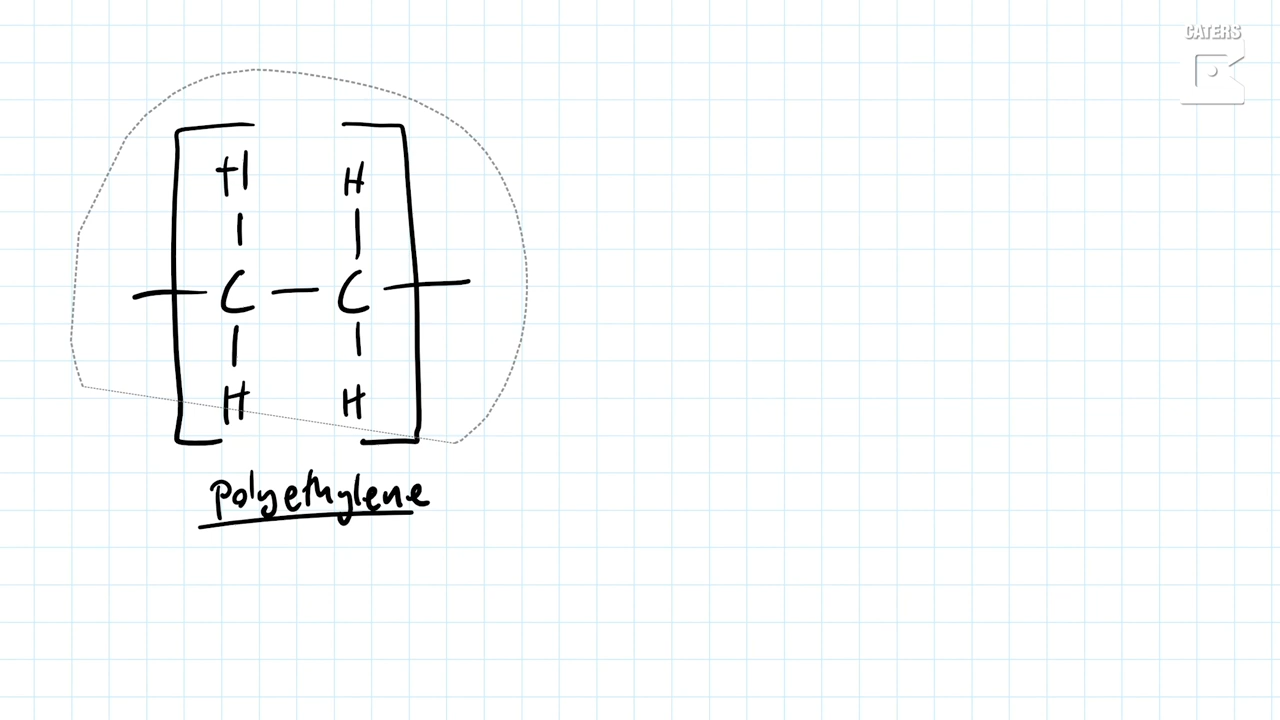 CATERS
H H
C — C
H H
Polyethylene